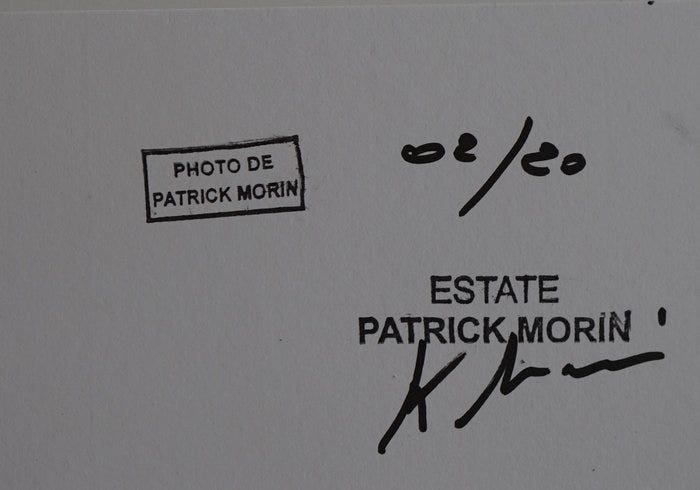 PHOTO DE
PATRICK MORIN
02/20
ESTATE
PATRICK MORIN